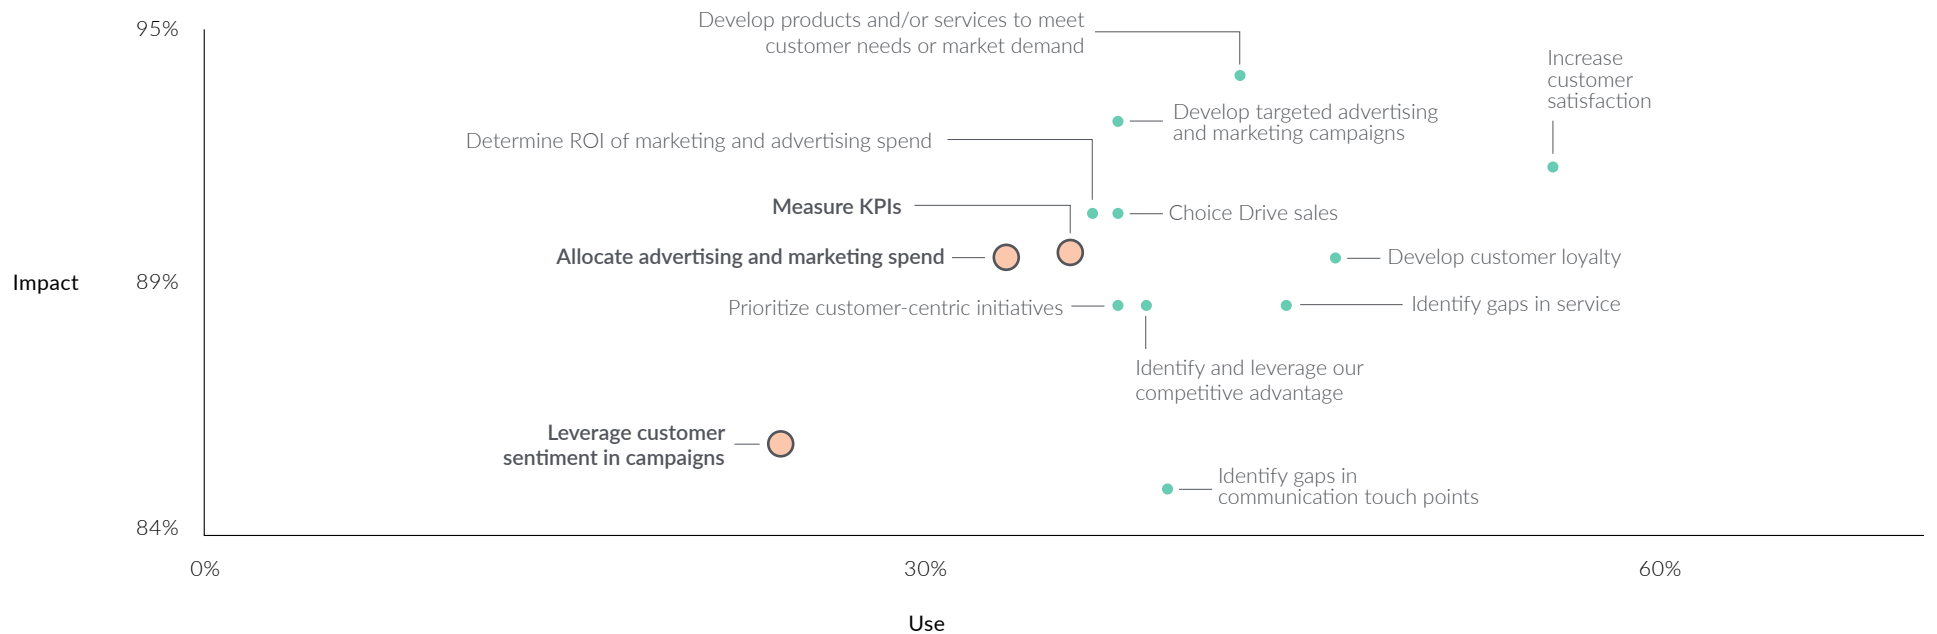 Develop products and/or services to meet
customer needs or market demand
95%
Increase
customer
satisfaction
Develop targeted advertising
and marketing campaigns
Determine ROI of marketing and advertising spend
Measure KPIs
Choice Drive sales
Allocate advertising and marketing spend
Develop customer loyalty
Impact
89%
Prioritize customer-centric initiatives
Identify gaps in service
Identify and leverage our
competitive advantage
Leverage customer
sentiment in campaigns
Identify gaps in
communication touch points
84%
0%
30%
60%
Use